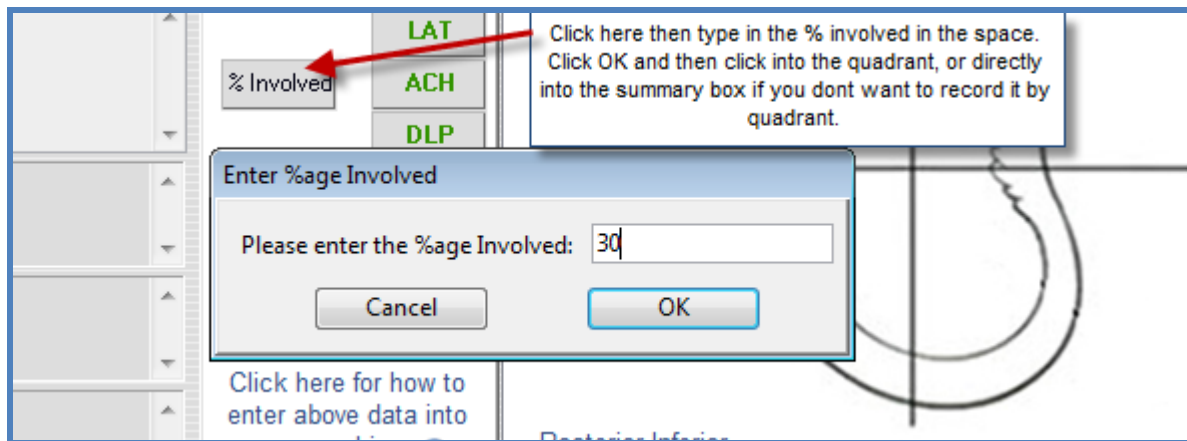 LAT
Click here then type in the % involved in the space.
Click OK and then click into the quadrant, or directly
into the summary box if you dont want to record it by
quadrant.
% Involved
ACH
DLP
Enter %age Involved
Please enter the %age Involved: 30
Cancel OK
Click here for how to
enter above data into
Posterior Inferior